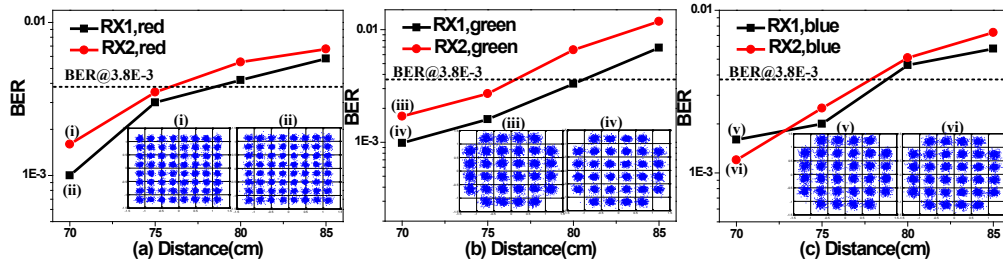 0.01
RX1,red
RX2,red
BER@3.8E-3
BER
(i)
(ii)
(i)
(ii)
1E-3
70
75
80
85
(a) Distance(cm)
0.01
RX1,green
RX2,green
BER@3.8E-3
BER
(iii)
(iv)
(iii)
(iv)
1E-3
70
75
80
85
(b) Distance(cm)
0.01
RX1,blue
RX2,blue
BER@3.8E-3
BER
(v)
(vi)
(v)
(vi)
1E-3
70
75
80
85
(c) Distance(cm)